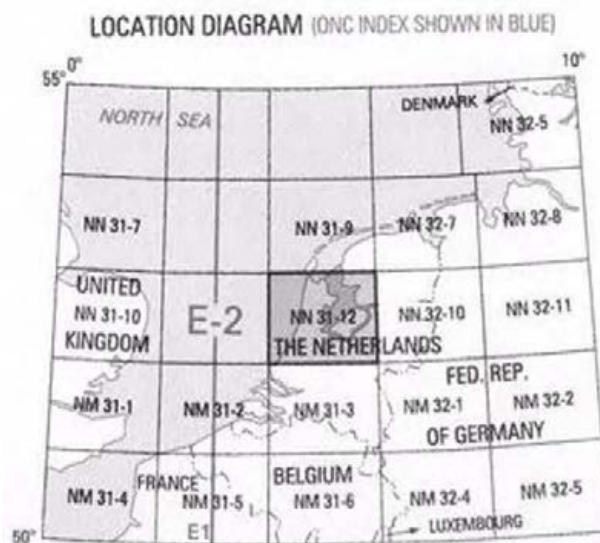 LOCATION DIAGRAM (ONC INDEX SHOWN IN BLUE)
0° 10°
55°
DENMARK
NORTH SEA NN 32-5
NN 31-7 NN 31-9 NN 32-7 NN 32-8
UNITED
NN 31-10 E-2 NN 31-12 NN 32-10 NN 32-11
KINGDOM THE NETHERLANDS
FED. REP.
NM 31-1 NM 31-2 NM 31-3 NM 32-1 NM 32-2
OF GERMANY
FRANCE BELGIUM
NM 31-4 NM 31-5 NM 31-6 NM 32-4 NM 32-5
50° E1 LUXEMBOURG